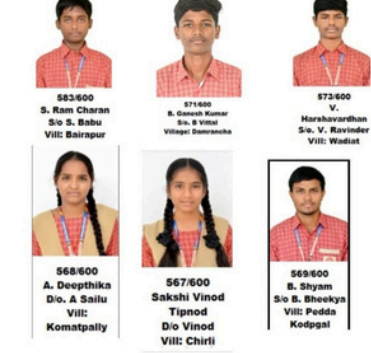 583/600
S. Ram Charan
S/o S. Babu
Vill: Bairapur
571/600
B. Ganesh Kumar
S/o. B Vittal
Village: Damrancha
573/600
V.
Harshavardhan
S/o. V. Ravinder
Vill: Wadiat
568/600
A. Deepthika
D/o. A Sailu
Vill:
Komatpally
567/600
Sakshi Vinod
Tipnod
D/o Vinod
Vill: Chirli
569/600
B. Shyam
S/o B. Bheekya
Vill: Pedda
Kodpgal